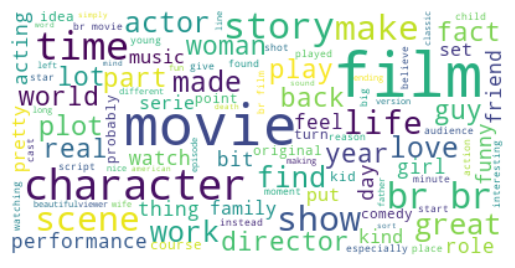 word simply idea br movie
actor story make fact
line young classic child
acting mind fun shot played believe
time music woman give found film
left different star sound ending set
lot part made play back big version friend
world br film death
movie feel life guy
serie point turn reason
pretty long probably plot episode audience
real watch bit original year love funny
cast making girl action
character find kid day minute
watching script nice american moment father interesting
scene beautiful viewer wife thing family show put comedy start br br
instead work director kind great
performance course especially sort place role